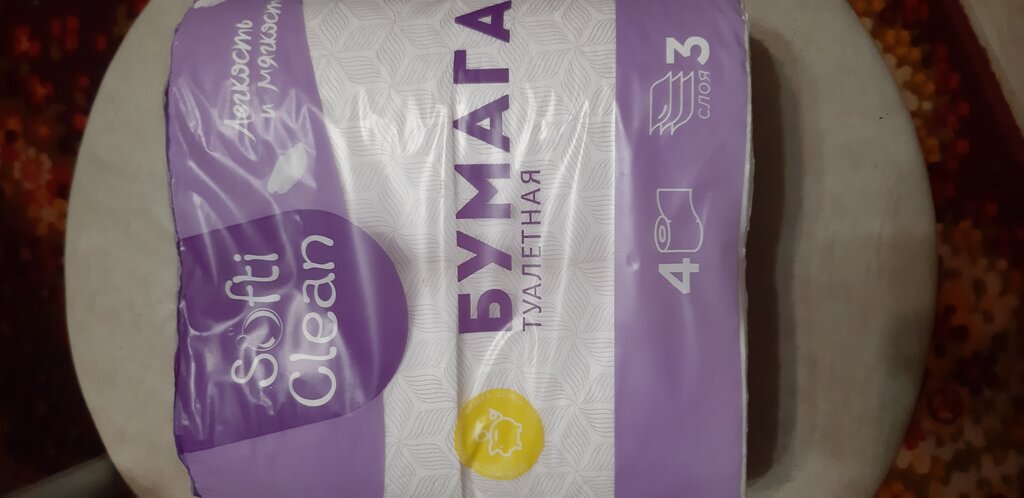 Лёгкость
и мягкость
Softi
Clean
БУМАГА
ТУАЛЕТНАЯ
4
3
СЛОЯ